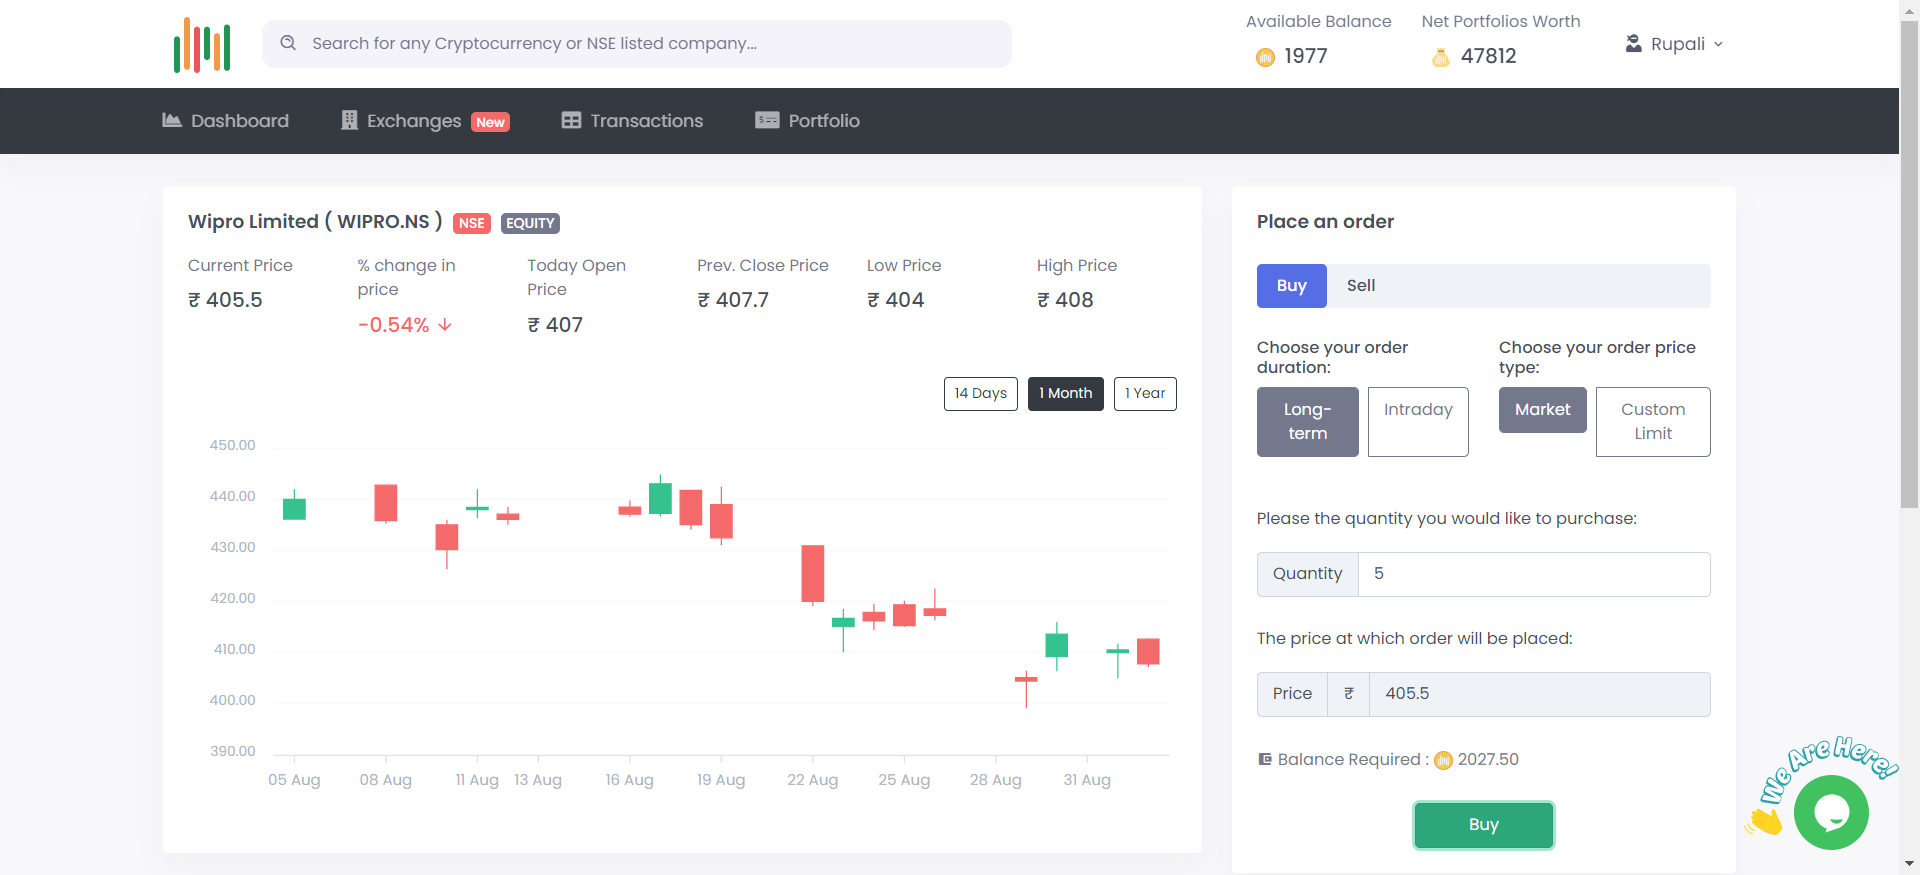 Search for any Cryptocurrency or NSE listed company...
Available Balance
1977
Net Portfolios Worth
47812
Rupali
Dashboard
Exchanges New
Transactions
Portfolio
Wipro Limited ( WIPRO.NS ) NSE EQUITY
Current Price
₹ 405.5
% change in
price
-0.54%
Today Open
Price
₹ 407
Prev. Close Price
₹ 407.7
Low Price
₹ 404
High Price
₹ 408
14 Days
1 Month
1 Year
450.00
440.00
430.00
420.00
410.00
400.00
390.00
05 Aug
08 Aug
11 Aug
13 Aug
16 Aug
19 Aug
22 Aug
25 Aug
28 Aug
31 Aug
Place an order
Buy
Sell
Choose your order
duration:
Long-
term
Intraday
Choose your order price
type:
Market
Custom
Limit
Please the quantity you would like to purchase:
Quantity
5
The price at which order will be placed:
Price
₹
405.5
Balance Required : 2027.50
Buy
We Are Here!